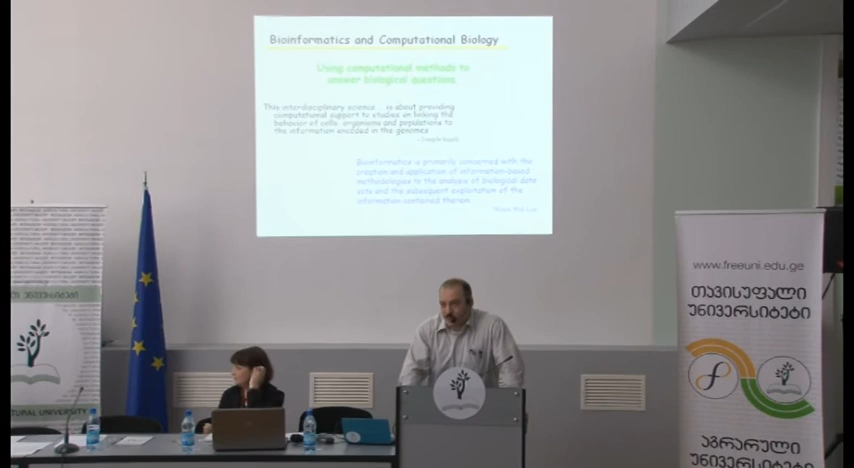 Bioinformatics and Computational Biology
Using computational methods to
answer biological questions
This interdisciplinary science ... is about providing
computational support to studies on linking the
behavior of cells, organisms and populations to
the information encoded in the genomes
Bioinformatics is primarily concerned with the
creation and application of information-based
methodologies to the analysis of biological data
sets and the subsequent exploitation of the
information contained therein
URAL UNIVERSITY
უნივერსიტეტი
TURAL UNIVERSITY
www.freeuni.edu.ge
თავისუფალი
უნივერსიტეტი
აგრარული
უნივერსიტეტი